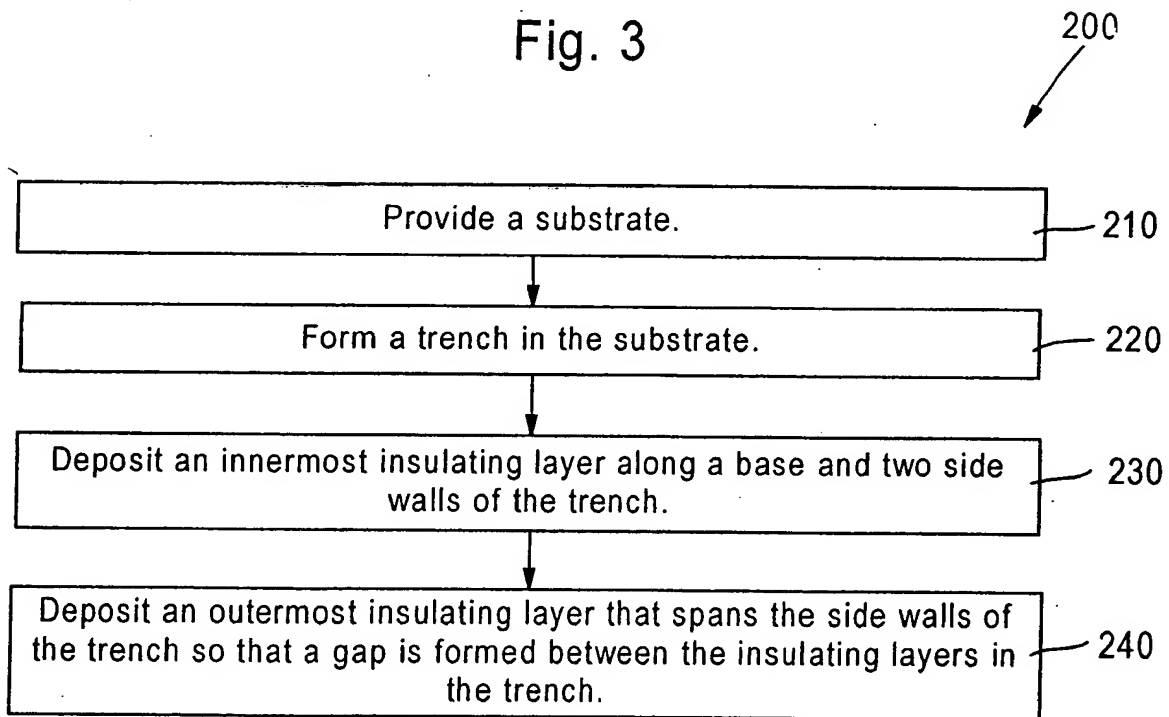 Fig. 3
200
Provide a substrate.
210
Form a trench in the substrate.
220
Deposit an innermost insulating layer along a base and two side
walls of the trench.
230
Deposit an outermost insulating layer that spans the side walls of
the trench so that a gap is formed between the insulating layers in
the trench.
240